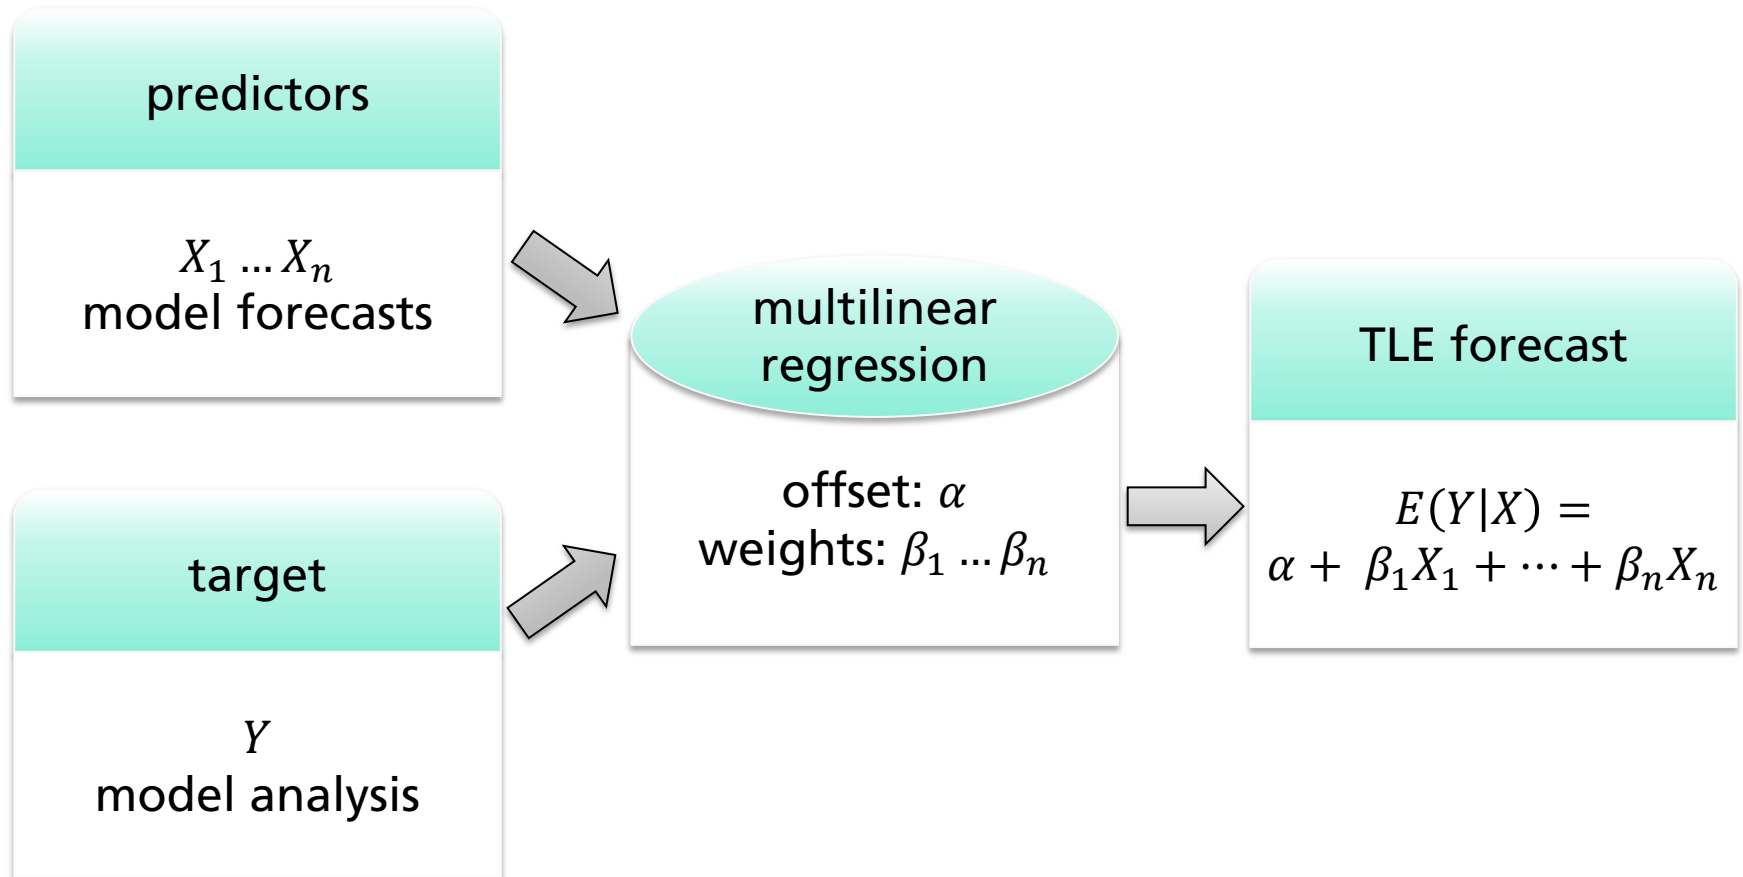 predictors
X₁ ... Xₙ
model forecasts
target
Y
model analysis
multilinear
regression
offset: α
weights: β₁ ... βₙ
TLE forecast
E(Y|X) =
α + β₁X₁ + ⋯ + βₙXₙ